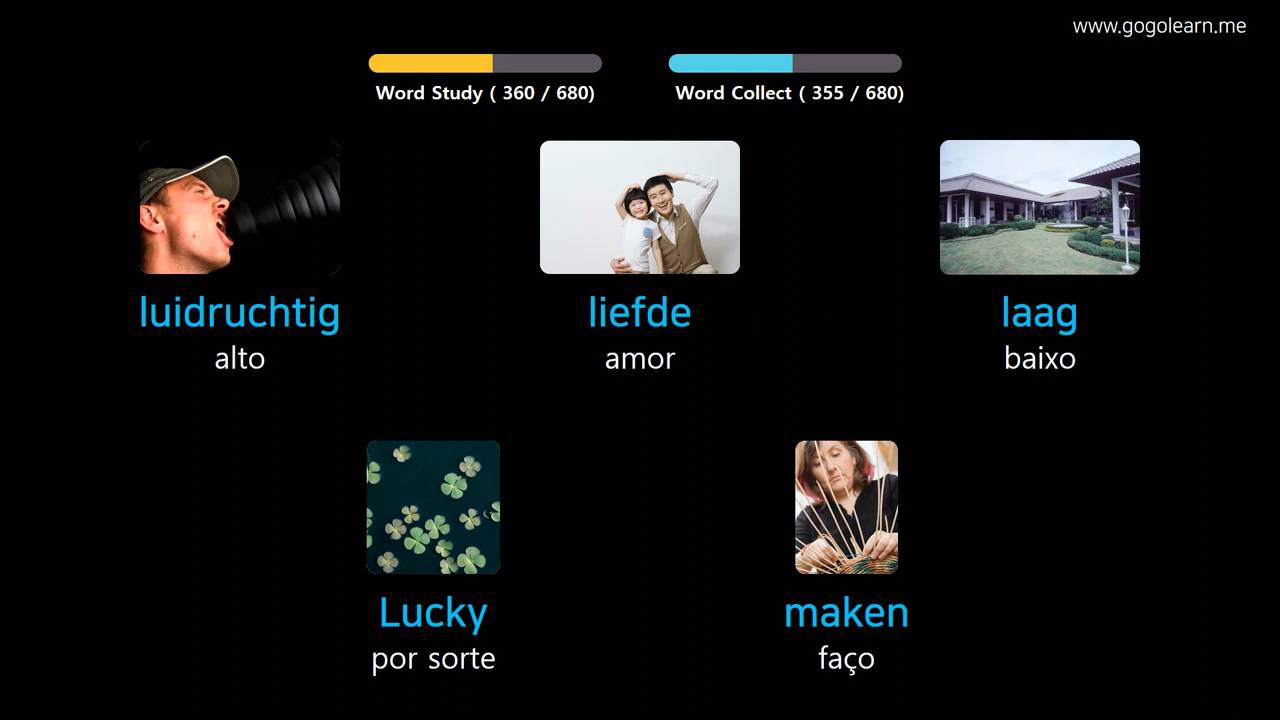 www.gogolearn.me
Word Study ( 360 / 680)
Word Collect ( 355 / 680)
luidruchtig
alto
liefde
amor
laag
baixo
Lucky
por sorte
maken
faço